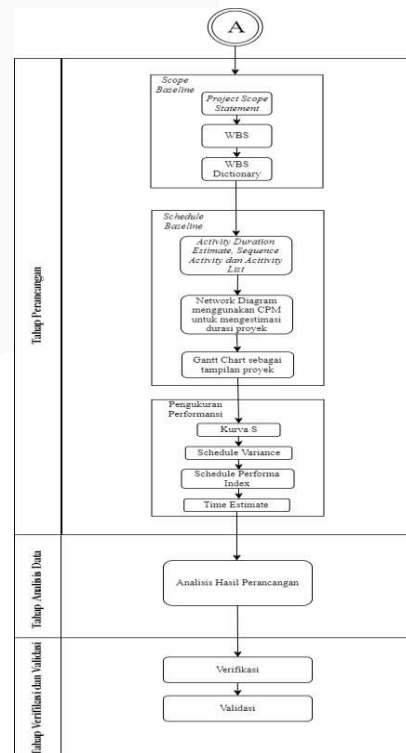 A
Tahap Perancangan
Scope
Baseline
Project Scope
Statement
WBS
WBS
Dictionary
Schedule
Baseline
Activity Duration
Estimate, Sequence
Activity dan Acitivity
List
Network Diagram
menggunakan CPM
untuk mengestimasi
durasi proyek
Gantt Chart sebagai
tampilan proyek
Pengukuran
Performansi
Kurva S
Schedule Variance
Schedule Performa
Index
Time Estimate
Tahap Analisis Data
Analisis Hasil Perancangan
Tahap Verifikasi dan Validasi
Verifikasi
Validasi